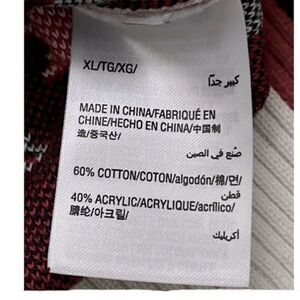 XL/TG/XG/
كبير جدًا
MADE IN CHINA/FABRIQUÉ EN
CHINE/HECHO EN CHINA/中国制
造/중국산/
صُنع في الصين
60% COTTON/COTON/algodón/棉/면/
قطن
40% ACRYLIC/ACRYLIQUE/acrílico/
腈纶/아크릴/
أكريليك